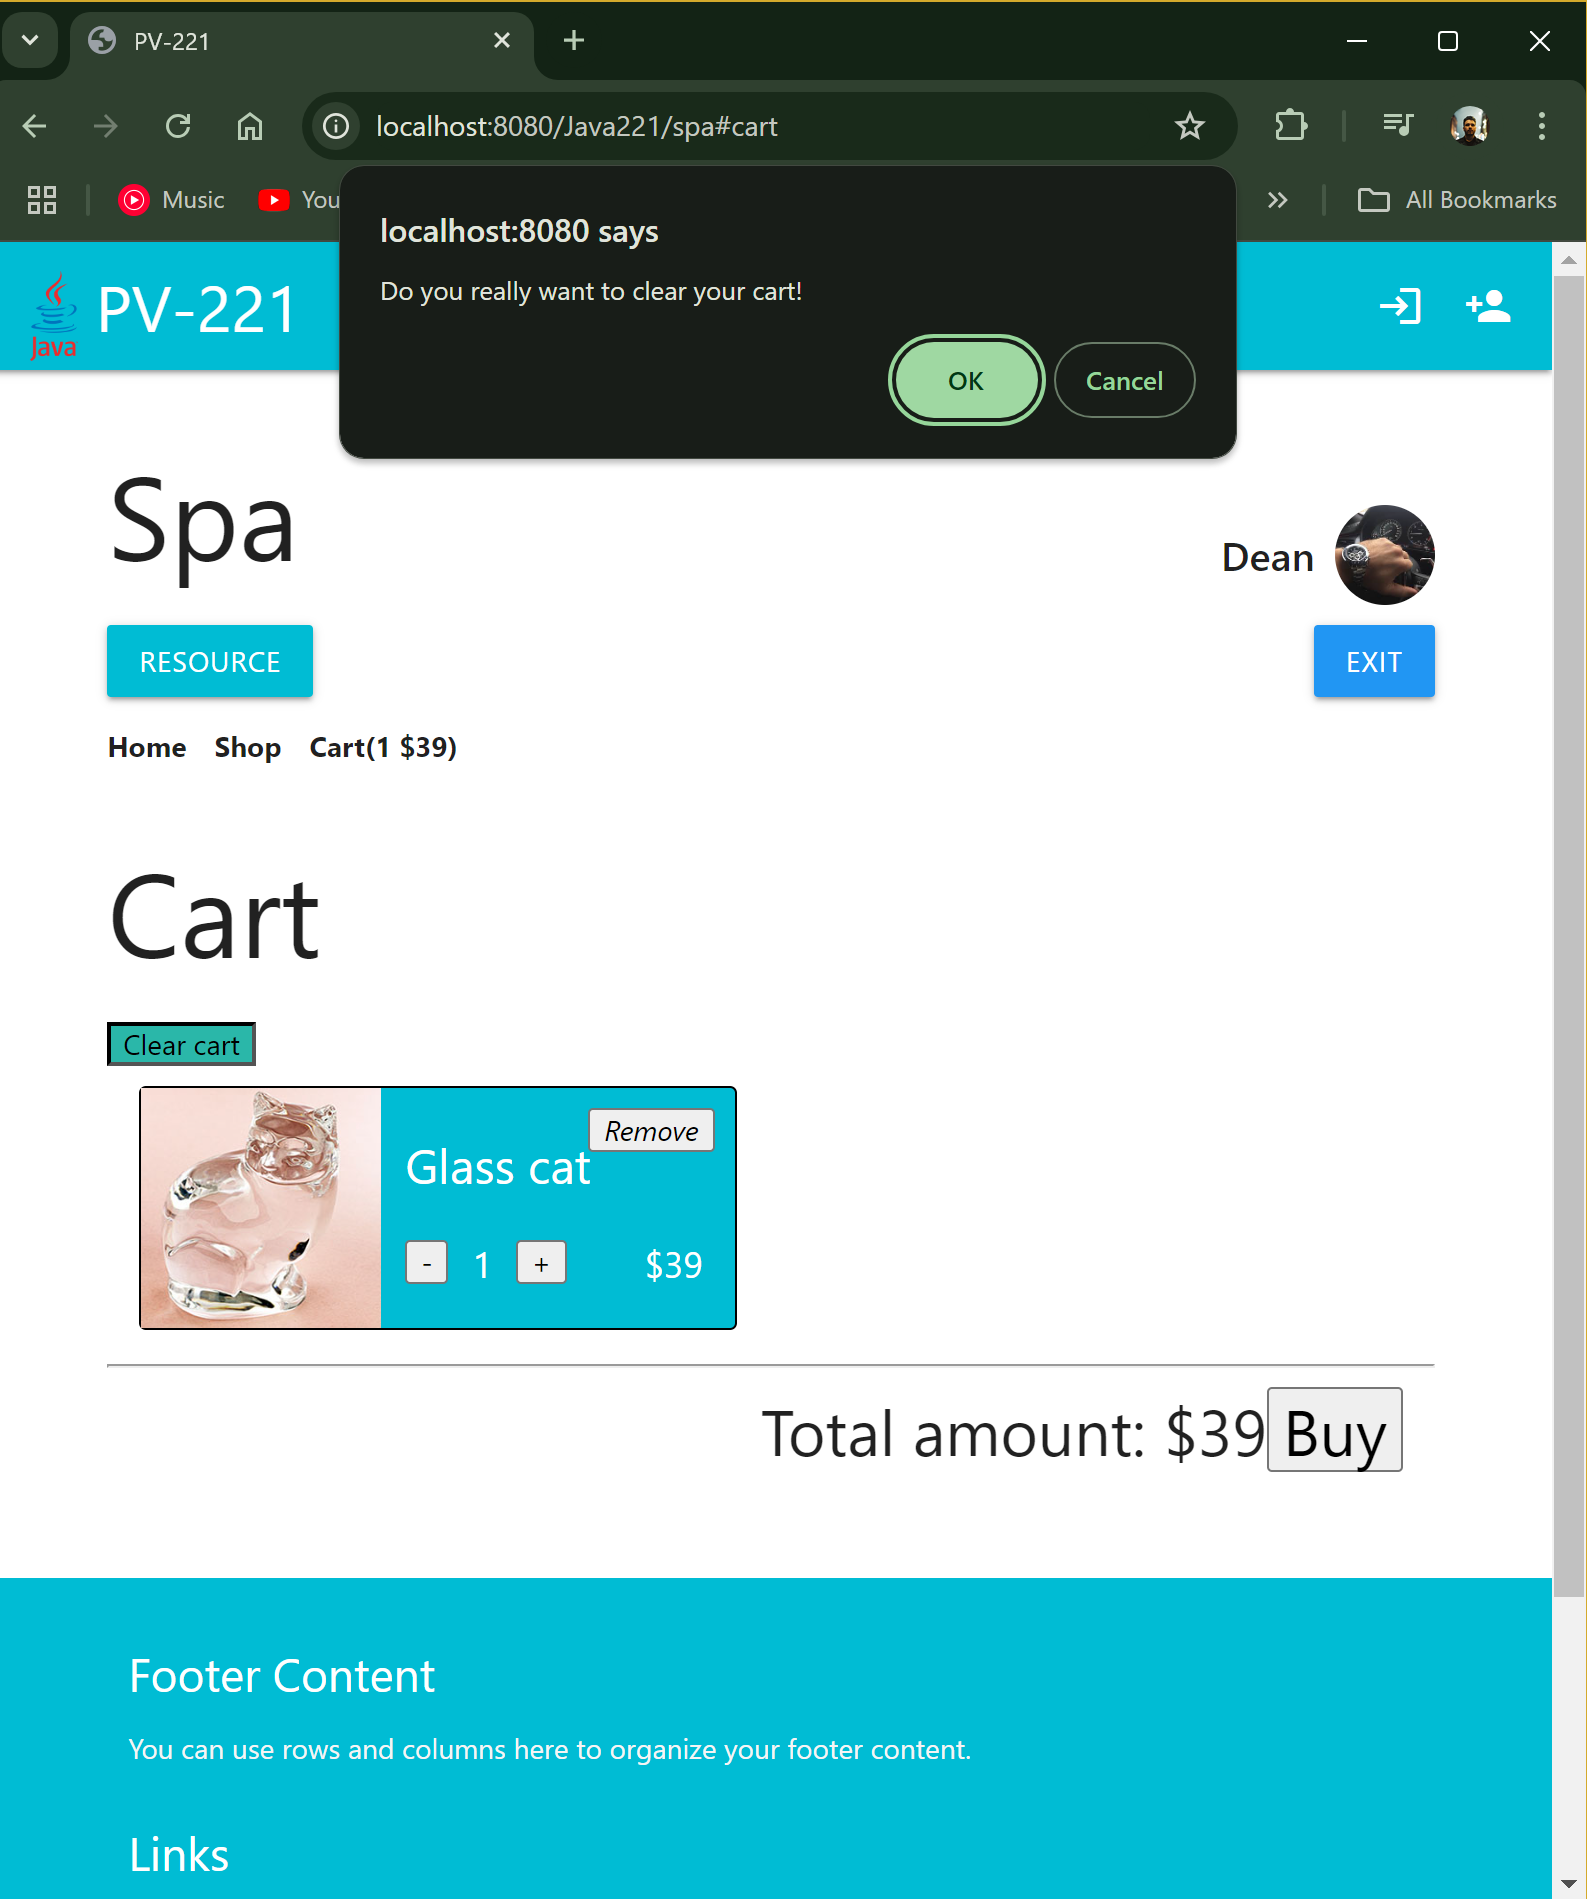 PV-221
localhost:8080/Java221/spa#cart
Music
You
All Bookmarks
localhost:8080 says
Do you really want to clear your cart!
OK
Cancel
Java
PV-221
Spa
Dean
RESOURCE
EXIT
Home Shop Cart(1 $39)
Cart
Clear cart
Remove
Glass cat
- 1 + $39
Total amount: $39 Buy
Footer Content
You can use rows and columns here to organize your footer content.
Links